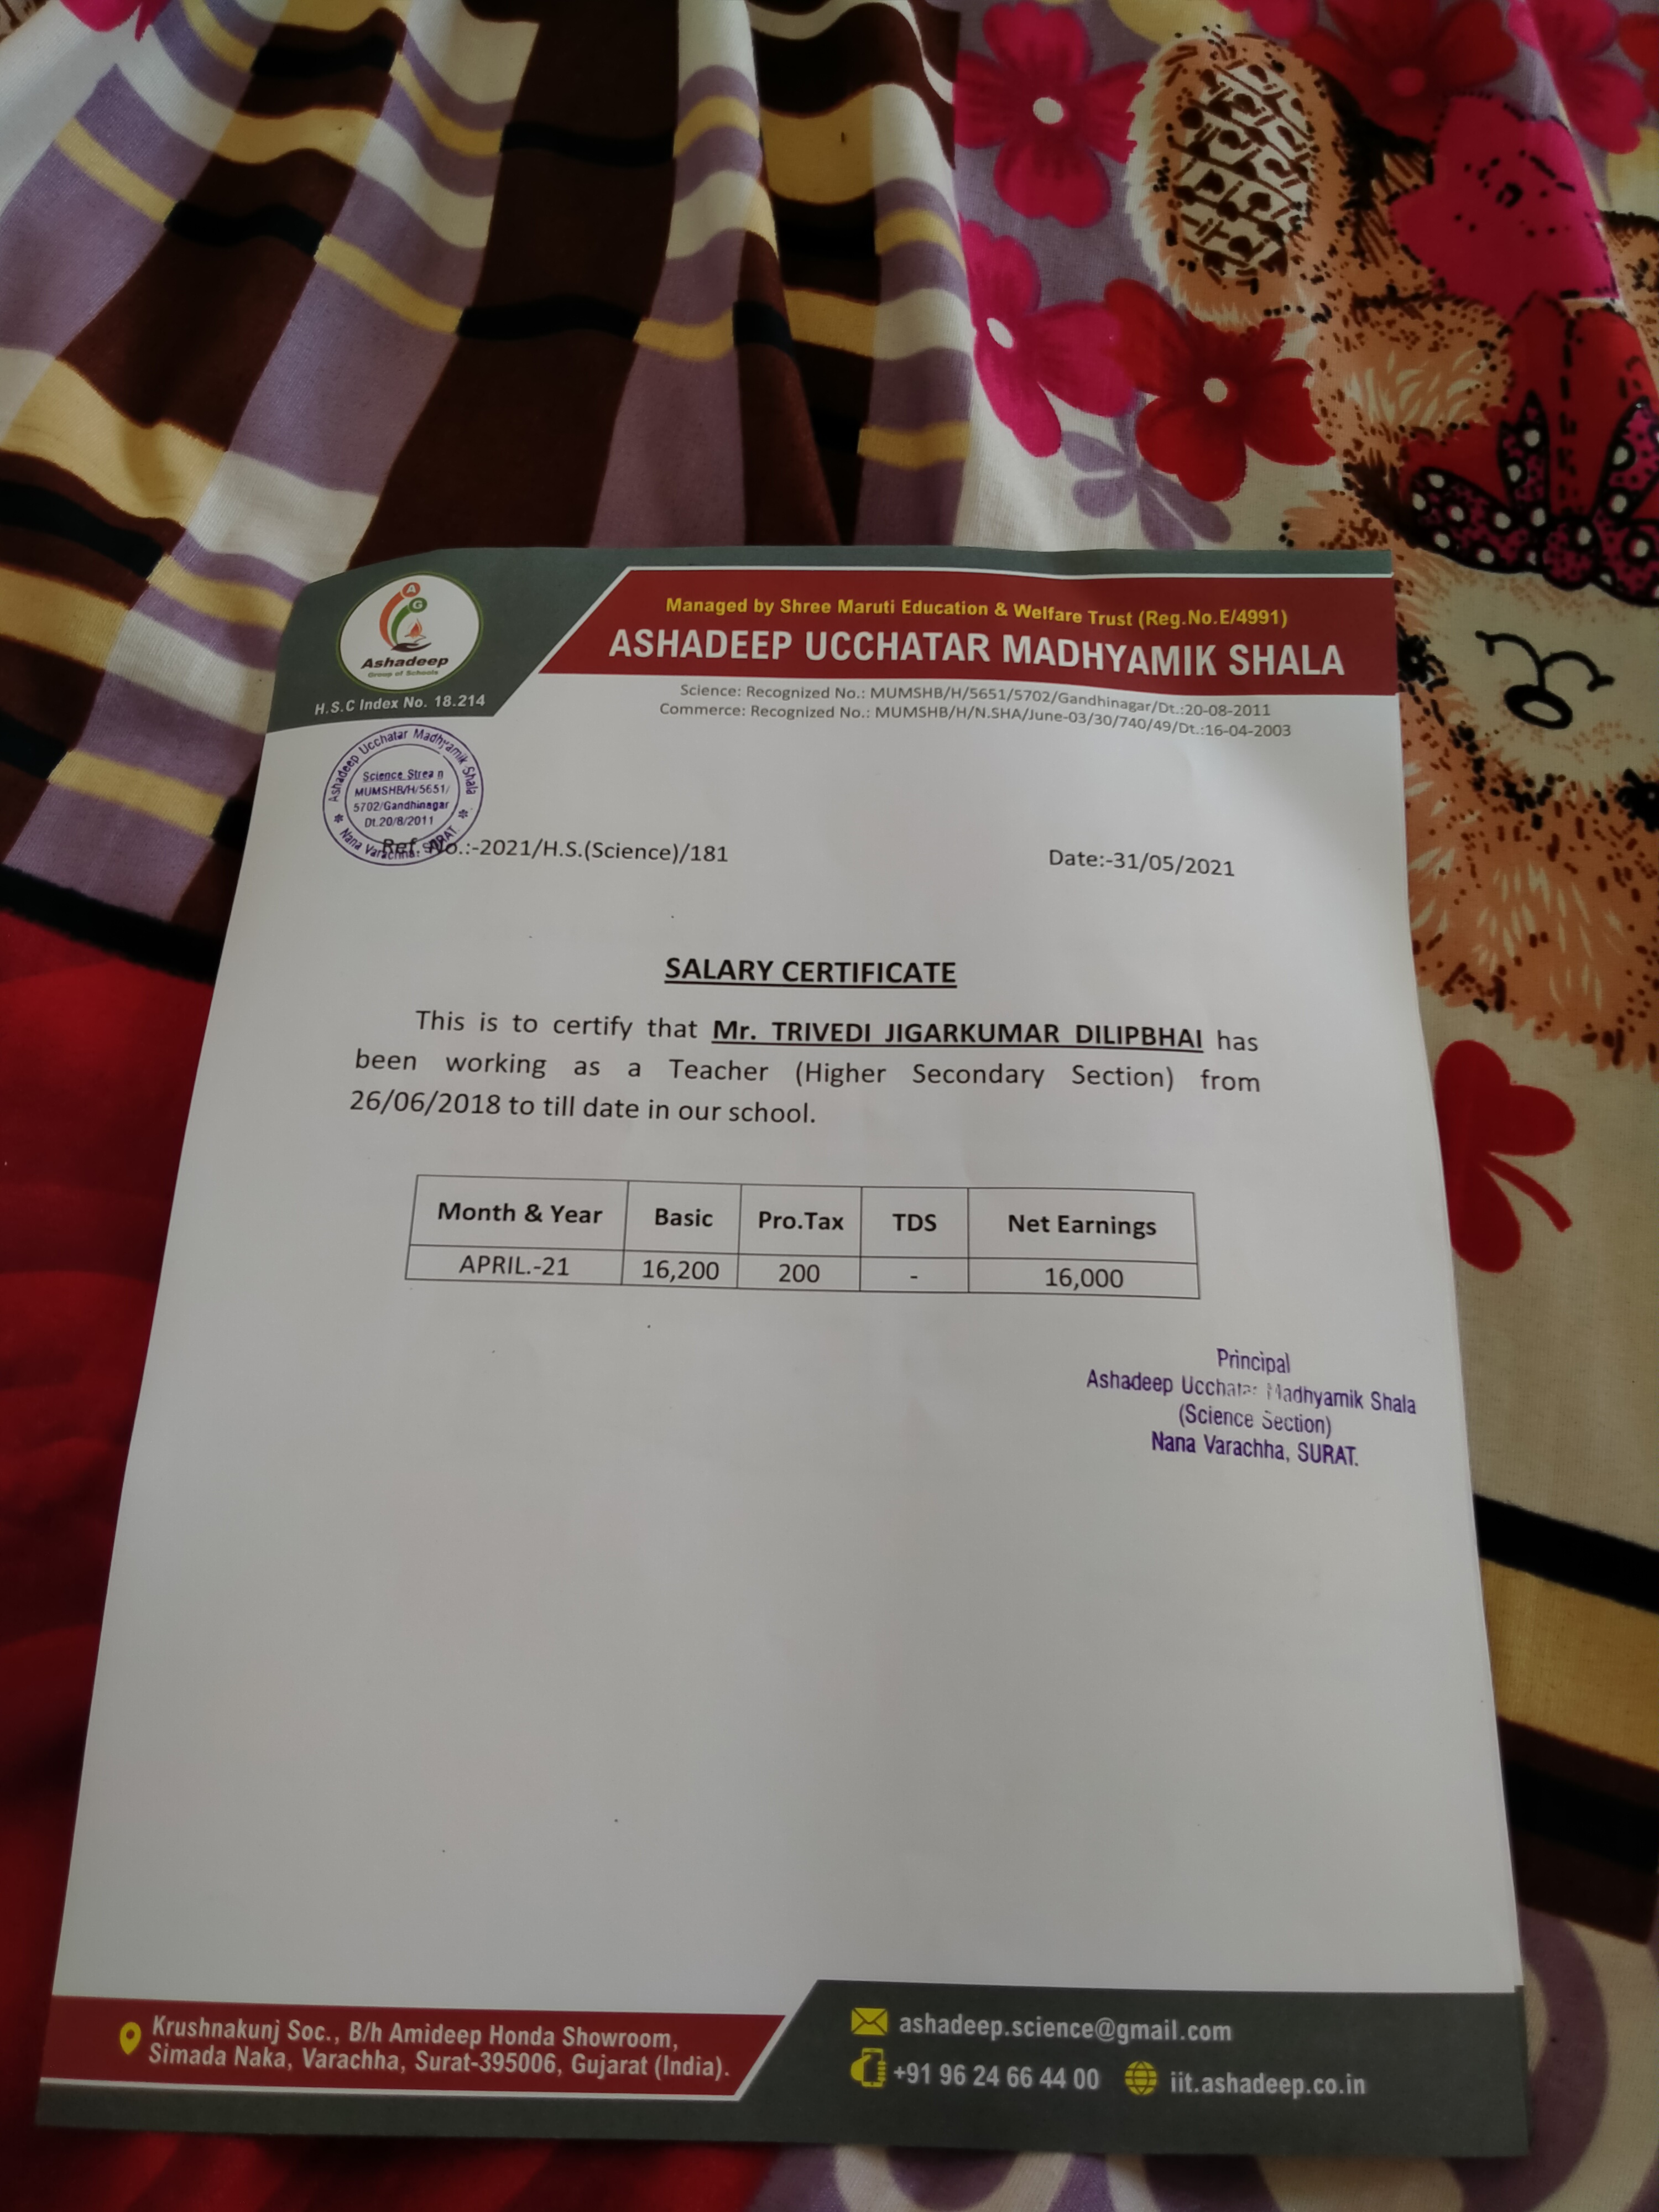 A
G
Ashadeep
Group of Schools
H.S.C Index No. 18.214
Managed by Shree Maruti Education & Welfare Trust (Reg.No.E/4991)
ASHADEEP UCCHATAR MADHYAMIK SHALA
Science: Recognized No.: MUMSHB/H/5651/5702/Gandhinagar/Dt.:20-08-2011
Commerce: Recognized No.: MUMSHB/H/N.SHA/June-03/30/740/49/Dt.:16-04-2003
Ashadeep Ucchatar Madhyamik Shala
Science Strea n
MUMSHB/H/5651/
5702/Gandhinagar
Dt.20/8/2011
Nana Varachha. SURAT
Ref. No.:-2021/H.S.(Science)/181
Date:-31/05/2021
SALARY CERTIFICATE
This is to certify that Mr. TRIVEDI JIGARKUMAR DILIPBHAI has
been working as a Teacher (Higher Secondary Section) from
26/06/2018 to till date in our school.
Month & Year Basic Pro.Tax TDS Net Earnings
APRIL.-21 16,200 200 - 16,000
Principal
Ashadeep Ucchatar Madhyamik Shala
(Science Section)
Nana Varachha, SURAT.
Krushnakunj Soc., B/h Amideep Honda Showroom,
Simada Naka, Varachha, Surat-395006, Gujarat (India).
ashadeep.science@gmail.com
+91 96 24 66 44 00 iit.ashadeep.co.in